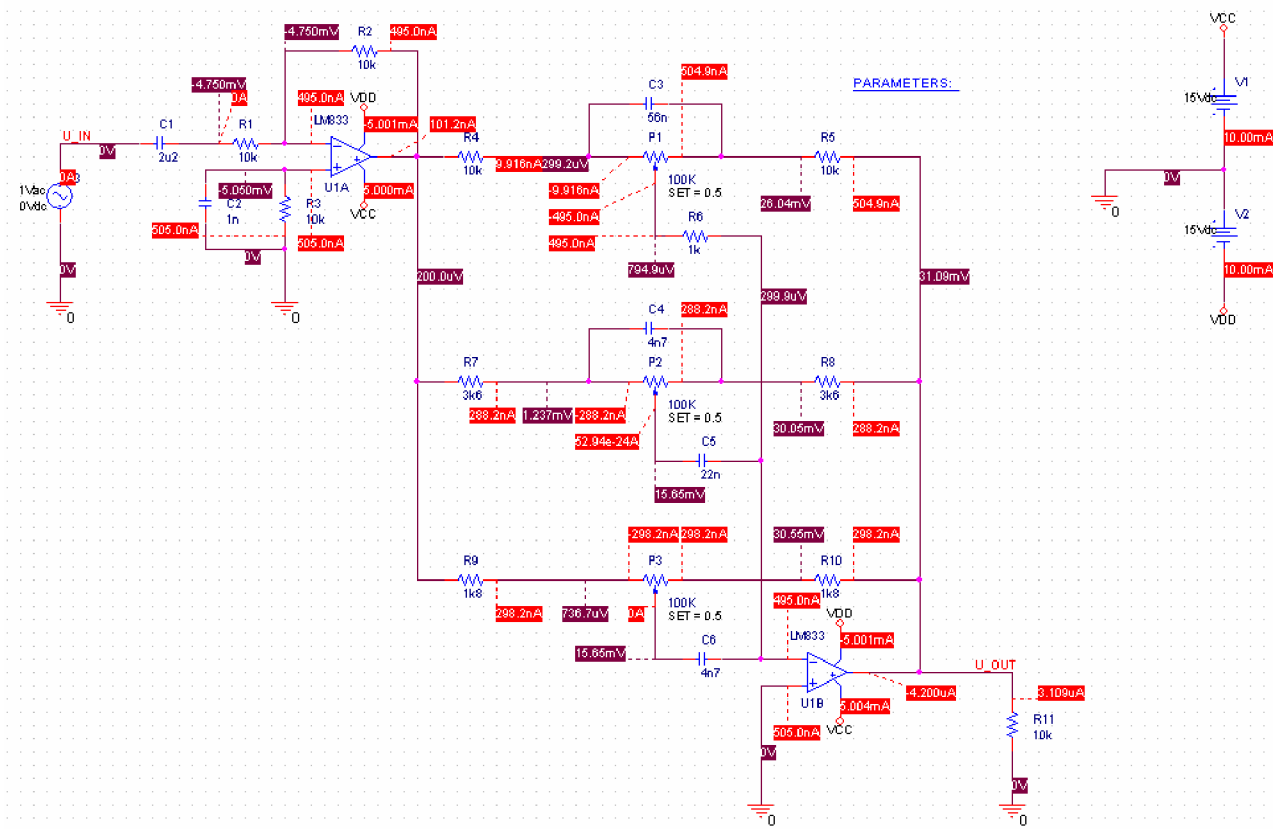 VCC
-4.750mV
R2
495.0nA
10k
-4.750mV
0A
495.0nA
LM833
VDD
-5.001mA
101.2nA
504.9nA
C3
56n
PARAMETERS:
V1
15Vdc
10.00mA
U_IN
0V
C1
2u2
R1
10k
U1A
5.000mA
VCC
R4
10k
9.916nA
299.2uV
P1
100K
SET = 0.5
-9.916nA
-495.0nA
R5
10k
26.04mV
504.9nA
0V
0
0A
1Vac
0Vdc
-5.050mV
C2
1n
R3
10k
505.0nA
505.0nA
0V
495.0nA
R6
1k
794.9uV
V2
15Vdc
10.00mA
VDD
0V
0
0
200.0uV
299.9uV
31.09mV
C4
4n7
288.2nA
R7
3k6
288.2nA
1.237mV
-288.2nA
P2
100K
SET = 0.5
52.94e-24A
R8
3k6
30.05mV
288.2nA
C5
22n
15.65mV
-298.2nA
298.2nA
30.55mV
298.2nA
R9
1k8
298.2nA
736.7uV
P3
100K
SET = 0.5
0A
R10
1k8
495.0nA
VDD
LM833
-5.001mA
15.65mV
C6
4n7
U1B
5.004mA
VCC
505.0nA
0V
0
U_OUT
-4.200uA
3.109uA
R11
10k
0V
0